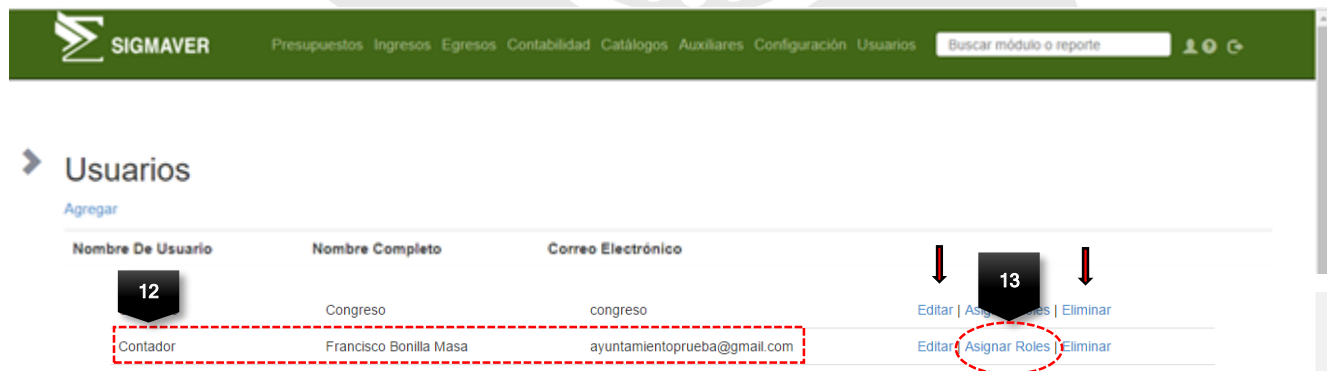 SIGMAVER Presupuestos Ingresos Egresos Contabilidad Catálogos Auxiliares Configuración Usuarios Buscar módulo o reporte
Usuarios
Agregar
Nombre De Usuario Nombre Completo Correo Electrónico
12 13
Congreso congreso Editar | | Eliminar
Contador Francisco Bonilla Masa ayuntamientoprueba@gmail.com Editar | Asignar Roles | Eliminar